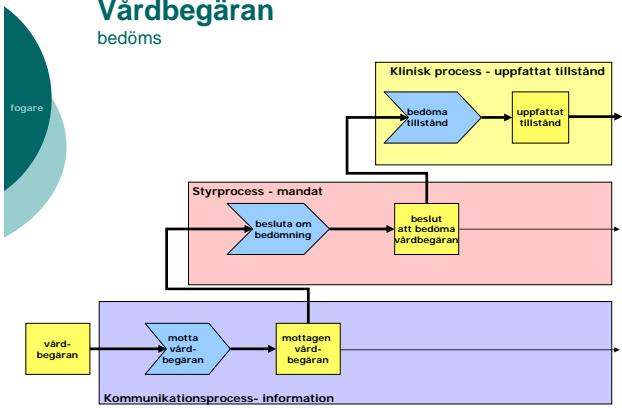 Vårdbegäran
bedöms
fogare
Klinisk process - uppfattat tillstånd
bedöma
tillstånd
uppfattat
tillstånd
Styrprocess - mandat
besluta om
bedömning
beslut
att bedöma
vårdbegäran
vård-
begäran
motta
vård-
begäran
mottagen
vård-
begäran
Kommunikationsprocess- information